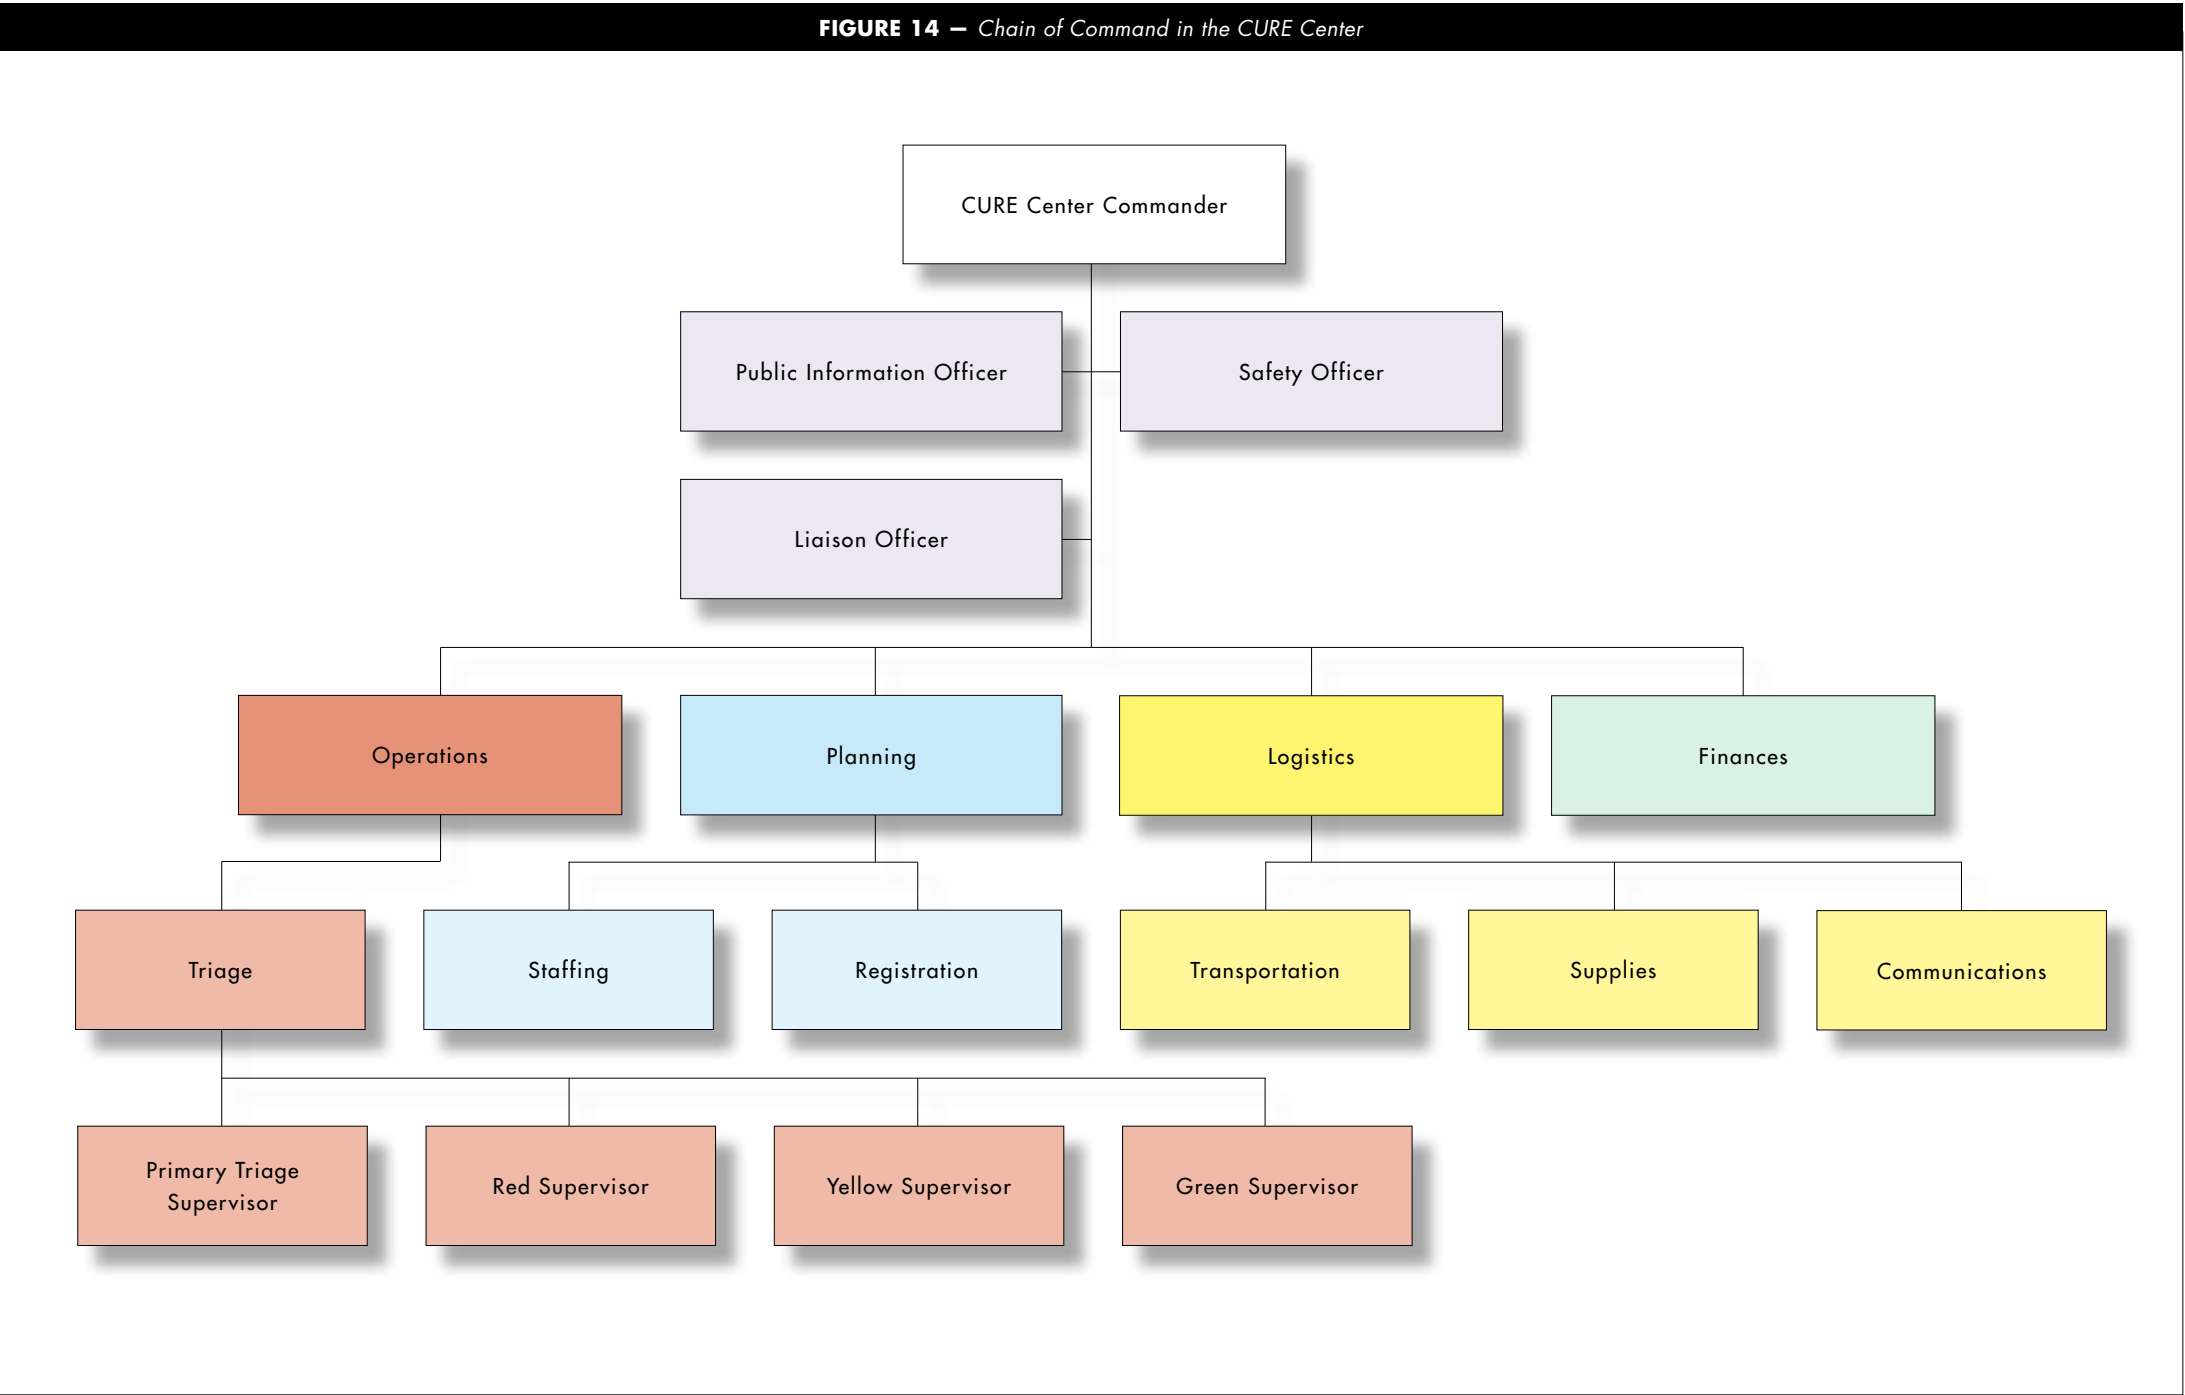 FIGURE 14 — Chain of Command in the CURE Center
CURE Center Commander
Public Information Officer
Safety Officer
Liaison Officer
Operations
Planning
Logistics
Finances
Triage
Staffing
Registration
Transportation
Supplies
Communications
Primary Triage
Supervisor
Red Supervisor
Yellow Supervisor
Green Supervisor